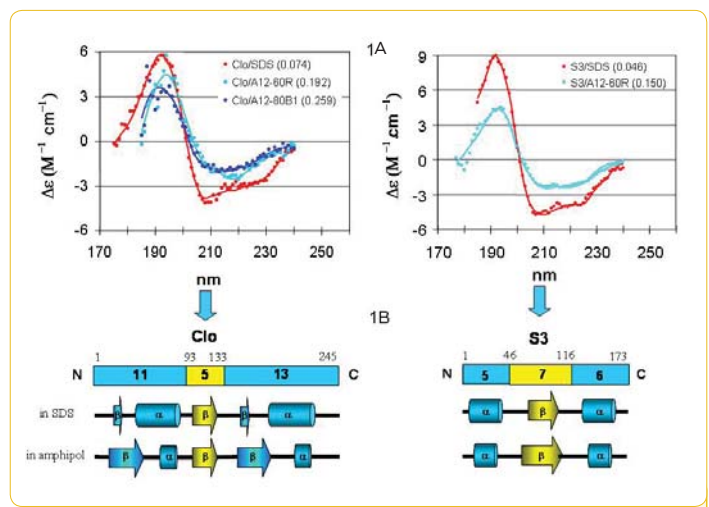 1A
6
3
0
-3
-6
Δε (M⁻¹ cm⁻¹)
Clo/SDS (0.074)
Clo/A12-60R (0.192)
Clo/A12-80B1 (0.259)
170 190 210 230 250
nm
9
6
3
0
-3
-6
Δε (M⁻¹ cm⁻¹)
S3/SDS (0.046)
S3/A12-60R (0.150)
170 190 210 230 250
nm
1B
Clo
1 93 133 245
N 11 5 13 C
in SDS β α β β α
in amphipol β α β β α
S3
1 46 116 173
N 5 7 6 C
α β α
α β α